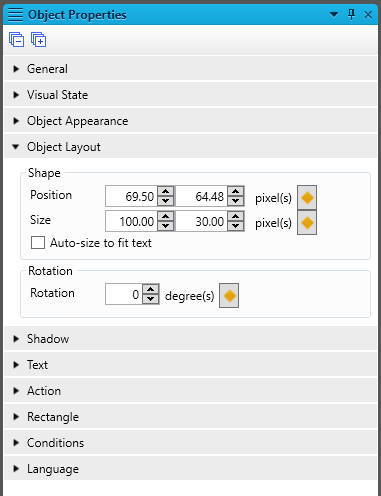 Object Properties
General
Visual State
Object Appearance
Object Layout
Shape
Position 69.50 64.48 pixel(s)
Size 100.00 30.00 pixel(s)
Auto-size to fit text
Rotation
Rotation 0 degree(s)
Shadow
Text
Action
Rectangle
Conditions
Language